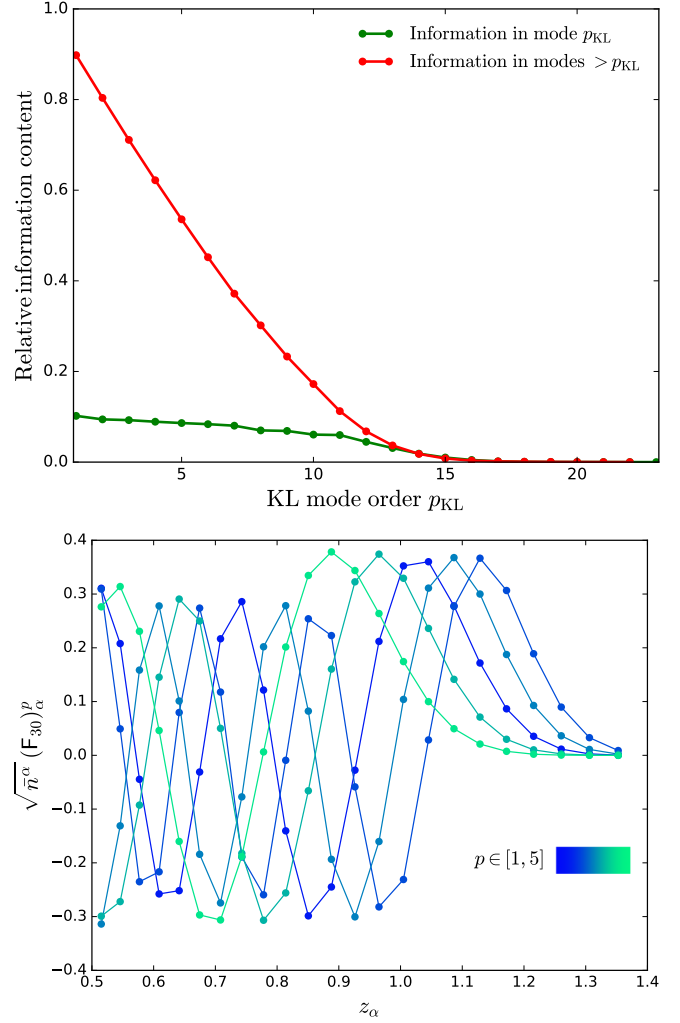 1.0
0.8
0.6
0.4
0.2
0.0
Relative information content
Information in mode p_KL
Information in modes > p_KL
5 10 15 20
KL mode order p_KL
0.4
0.3
0.2
0.1
0.0
−0.1
−0.2
−0.3
−0.4
√n̄^α (F_30)^p_α
p ∈ [1, 5]
0.5 0.6 0.7 0.8 0.9 1.0 1.1 1.2 1.3 1.4
z_α